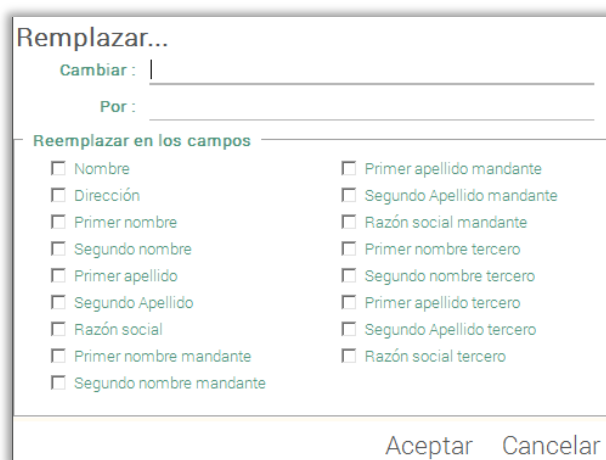 Remplazar...
Cambiar :
Por :
Reemplazar en los campos
Nombre
Dirección
Primer nombre
Segundo nombre
Primer apellido
Segundo Apellido
Razón social
Primer nombre mandante
Segundo nombre mandante
Primer apellido mandante
Segundo Apellido mandante
Razón social mandante
Primer nombre tercero
Segundo nombre tercero
Primer apellido tercero
Segundo Apellido tercero
Razón social tercero
Aceptar Cancelar